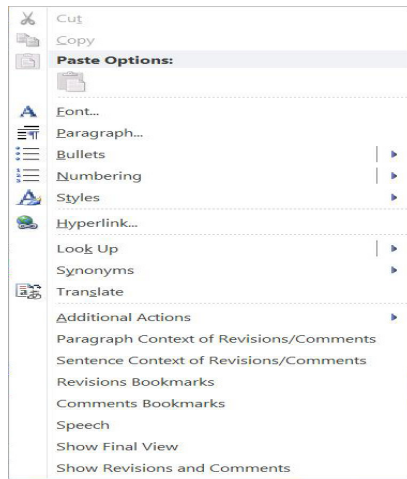 Cut
Copy
Paste Options:
Font...
Paragraph...
Bullets
Numbering
Styles
Hyperlink...
Look Up
Synonyms
Translate
Additional Actions
Paragraph Context of Revisions/Comments
Sentence Context of Revisions/Comments
Revisions Bookmarks
Comments Bookmarks
Speech
Show Final View
Show Revisions and Comments